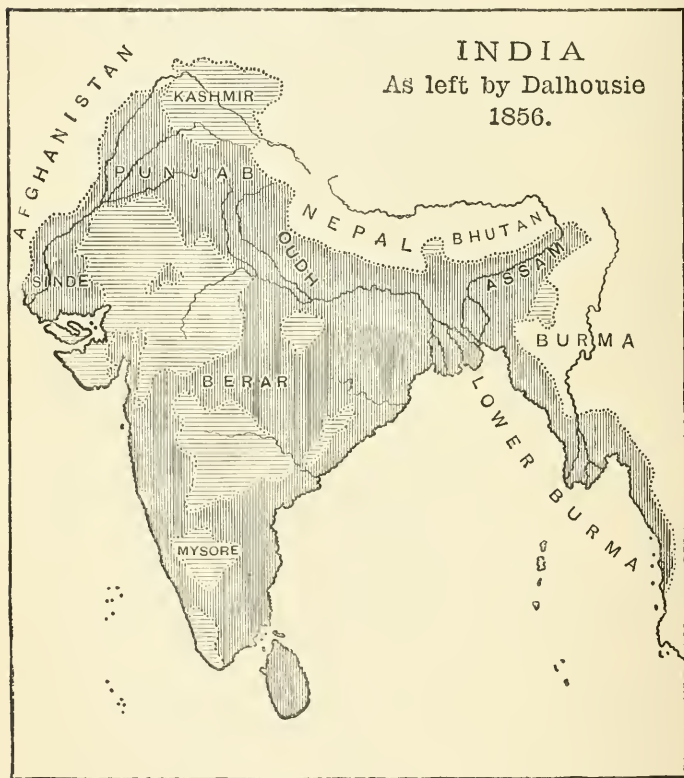 INDIA
As left by Dalhousie
1856.
AFGHANISTAN
KASHMIR
PUNJAB
NEPAL
BHUTAN
OUDH
ASSAM
SINDE
BURMA
BERAR
LOWER BURMA
MYSORE